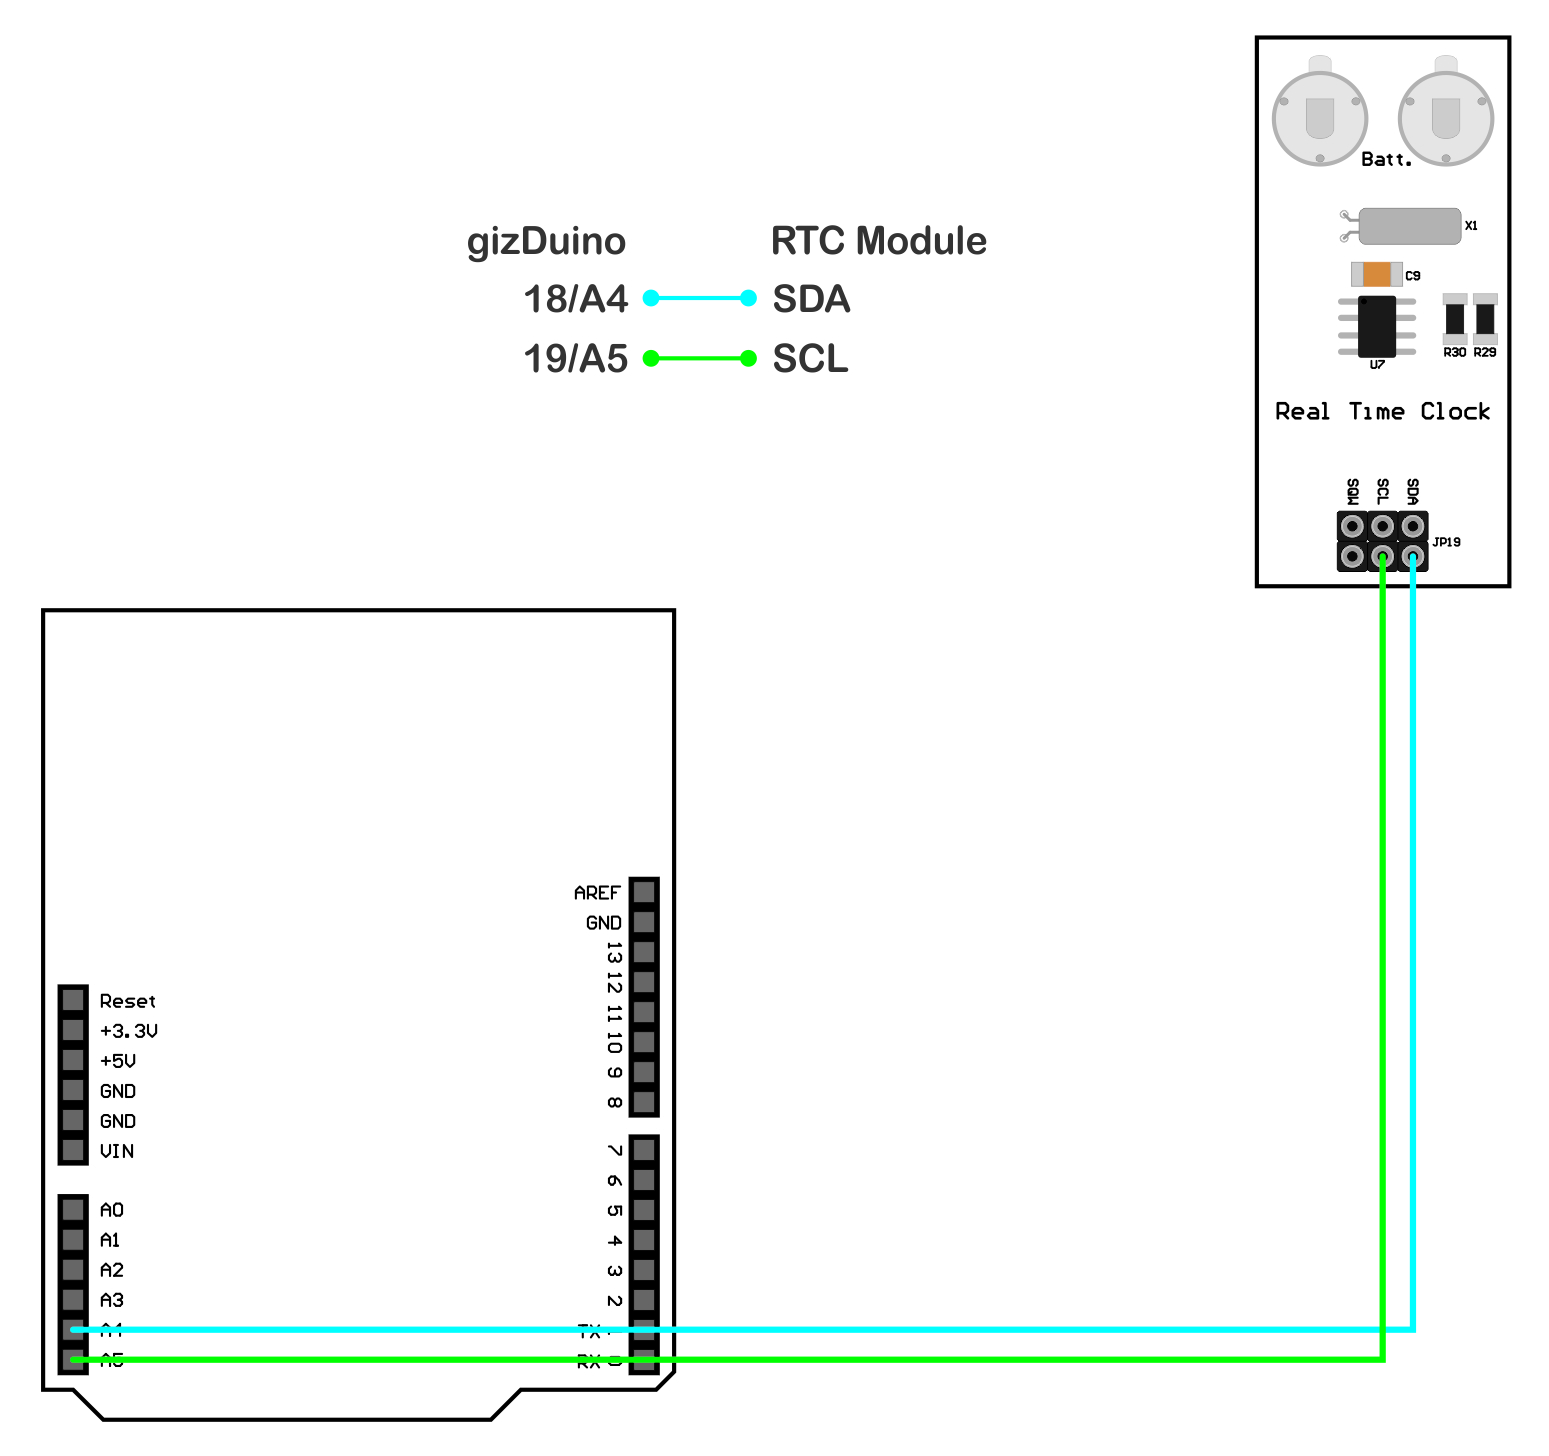 gizDuino RTC Module
18/A4 SDA
19/A5 SCL
Batt.
X1
C9
R30 R29
U7
Real Time Clock
SQW SCL SDA
JP19
AREF
GND
13
12
11
10
9
8
7
6
5
4
3
2
TX 1
RX 0
Reset
+3.3V
+5V
GND
GND
VIN
A0
A1
A2
A3
A4
A5